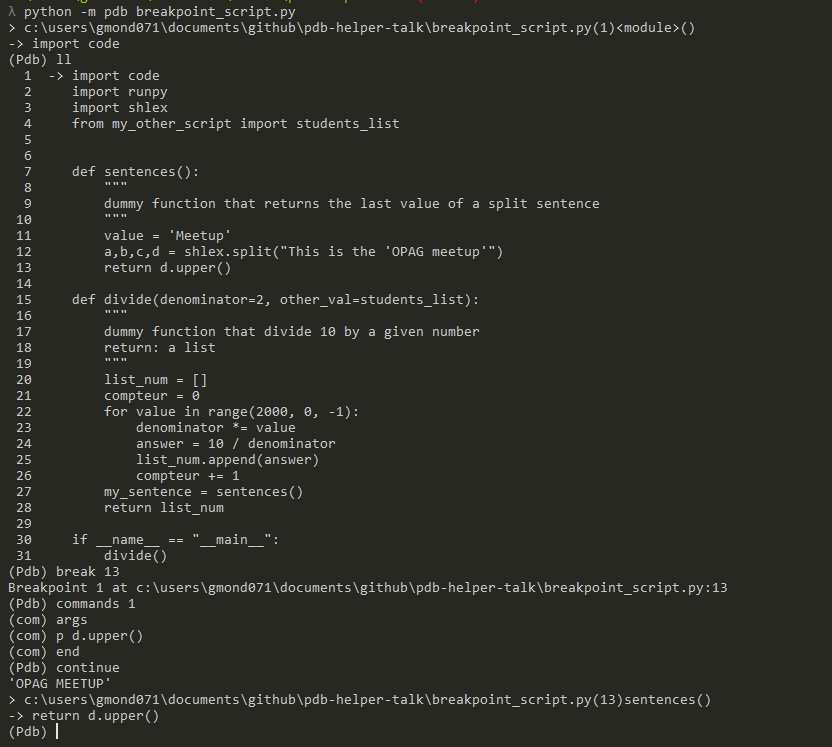 λ python -m pdb breakpoint_script.py
> c:\users\gmond071\documents\github\pdb-helper-talk\breakpoint_script.py(1)<module>()
-> import code
(Pdb) ll
  1  -> import code
  2     import runpy
  3     import shlex
  4     from my_other_script import students_list
  5
  6
  7     def sentences():
  8         """
  9         dummy function that returns the last value of a split sentence
 10         """
 11         value = 'Meetup'
 12         a,b,c,d = shlex.split("This is the 'OPAG meetup'")
 13         return d.upper()
 14
 15     def divide(denominator=2, other_val=students_list):
 16         """
 17         dummy function that divide 10 by a given number
 18         return: a list
 19         """
 20         list_num = []
 21         compteur = 0
 22         for value in range(2000, 0, -1):
 23             denominator *= value
 24             answer = 10 / denominator
 25             list_num.append(answer)
 26             compteur += 1
 27         my_sentence = sentences()
 28         return list_num
 29
 30     if __name__ == "__main__":
 31         divide()
(Pdb) break 13
Breakpoint 1 at c:\users\gmond071\documents\github\pdb-helper-talk\breakpoint_script.py:13
(Pdb) commands 1
(com) args
(com) p d.upper()
(com) end
(Pdb) continue
'OPAG MEETUP'
> c:\users\gmond071\documents\github\pdb-helper-talk\breakpoint_script.py(13)sentences()
-> return d.upper()
(Pdb)